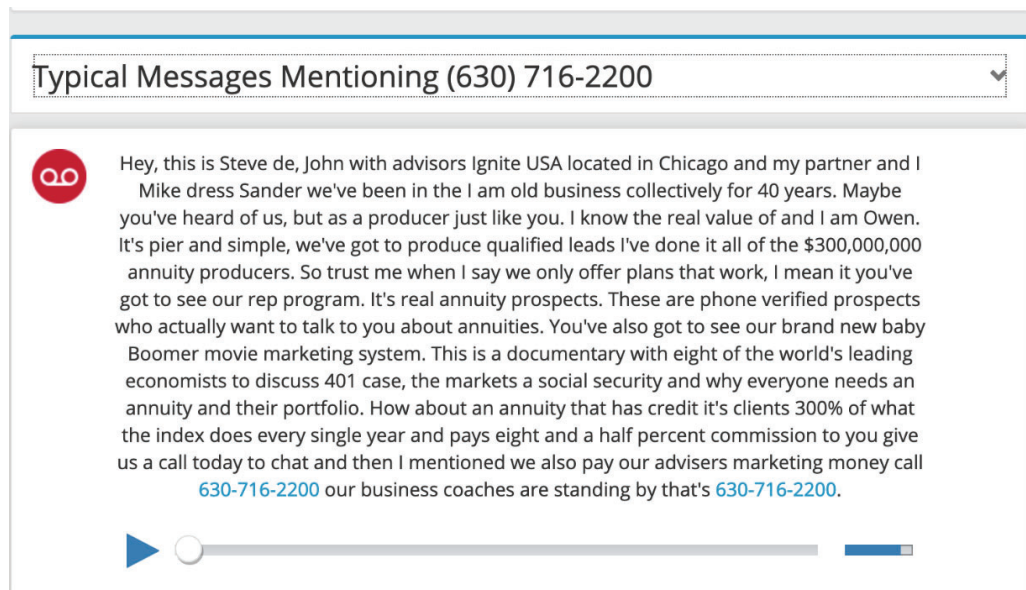 Typical Messages Mentioning (630) 716-2200
Hey, this is Steve de, John with advisors Ignite USA located in Chicago and my partner and I
Mike dress Sander we've been in the I am old business collectively for 40 years. Maybe
you've heard of us, but as a producer just like you. I know the real value of and I am Owen.
It's pier and simple, we've got to produce qualified leads I've done it all of the $300,000,000
annuity producers. So trust me when I say we only offer plans that work, I mean it you've
got to see our rep program. It's real annuity prospects. These are phone verified prospects
who actually want to talk to you about annuities. You've also got to see our brand new baby
Boomer movie marketing system. This is a documentary with eight of the world's leading
economists to discuss 401 case, the markets a social security and why everyone needs an
annuity and their portfolio. How about an annuity that has credit it's clients 300% of what
the index does every single year and pays eight and a half percent commission to you give
us a call today to chat and then I mentioned we also pay our advisers marketing money call
630-716-2200 our business coaches are standing by that's 630-716-2200.